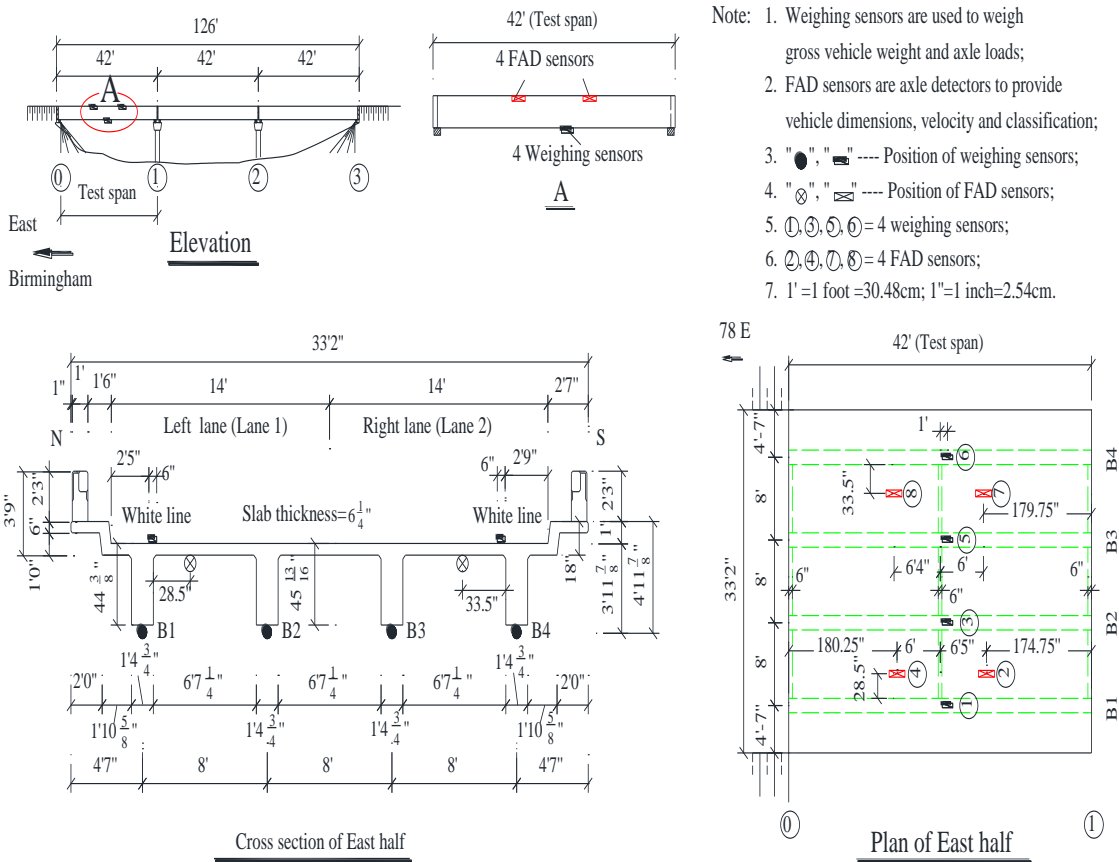 126'
42'
42'
42'
A
0
1
2
3
Test span
East
Birmingham
Elevation
42' (Test span)
4 FAD sensors
4 Weighing sensors
A
Note: 1. Weighing sensors are used to weigh
gross vehicle weight and axle loads;
2. FAD sensors are axle detectors to provide
vehicle dimensions, velocity and classification;
3. " ", " " ---- Position of weighing sensors;
4. " ", " " ---- Position of FAD sensors;
5. 1, 3, 5, 6 = 4 weighing sensors;
6. 2, 4, 7, 8 = 4 FAD sensors;
7. 1' =1 foot =30.48cm; 1"=1 inch=2.54cm.
33'2"
1"
1'
1'6"
14'
14'
2'7"
N
Left lane (Lane 1)
Right lane (Lane 2)
S
2'5"
6"
6"
2'9"
White line
Slab thickness=6 1/4"
White line
3'9"
2'3"
6"
1'0"
2'3"
1'
18"
3'11 7/8"
4'11 7/8"
44 3/8"
28.5"
45 13/16"
33.5"
B1
B2
B3
B4
1'4 3/4"
1'4 3/4"
2'0"
6'7 1/4"
6'7 1/4"
6'7 1/4"
2'0"
1'10 5/8"
1'4 3/4"
1'4 3/4"
1'10 5/8"
4'7"
8'
8'
8'
4'7"
Cross section of East half
78 E
42' (Test span)
4'-7"
1'
6
B4
33.5"
8
7
8'
179.75"
5
B3
33'2"
6'4"
6'
8'
6"
6"
6"
3
B2
180.25"
6'
6'5"
174.75"
8'
28.5"
4
2
1
B1
4'-7"
0
1
Plan of East half